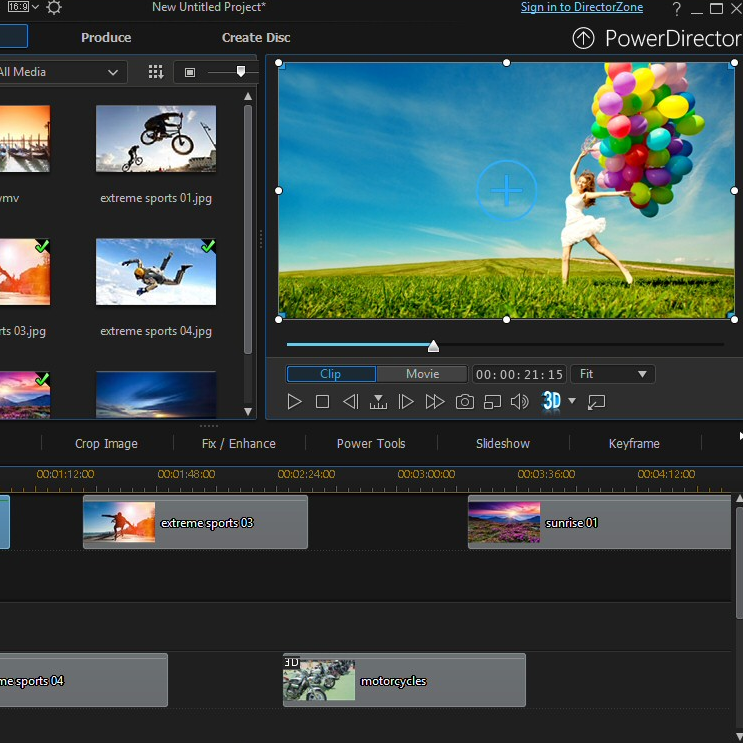 16:9
New Untitled Project*
Sign in to DirectorZone
?
Produce
Create Disc
PowerDirector
All Media
wmv
extreme sports 01.jpg
ts 03.jpg
extreme sports 04.jpg
Clip
Movie
00:00:21:15
Fit
3D
Crop Image
Fix / Enhance
Power Tools
Slideshow
Keyframe
00:01:12:00
00:01:48:00
00:02:24:00
00:03:00:00
00:03:36:00
00:04:12:00
extreme sports 03
sunrise 01
me sports 04
3D
motorcycles